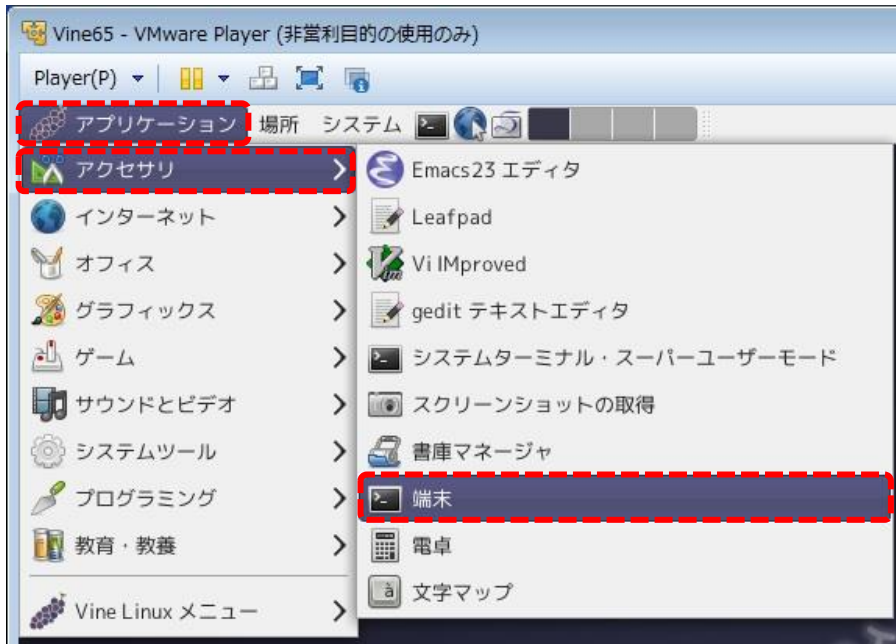 Vine65 - VMware Player (非営利目的の使用のみ)
Player(P)
アプリケーション 場所 システム
アクセサリ
インターネット
オフィス
グラフィックス
ゲーム
サウンドとビデオ
システムツール
プログラミング
教育・教養
Vine Linux メニュー
Emacs23 エディタ
Leafpad
Vi IMproved
gedit テキストエディタ
システムターミナル・スーパーユーザーモード
スクリーンショットの取得
書庫マネージャ
端末
電卓
文字マップ